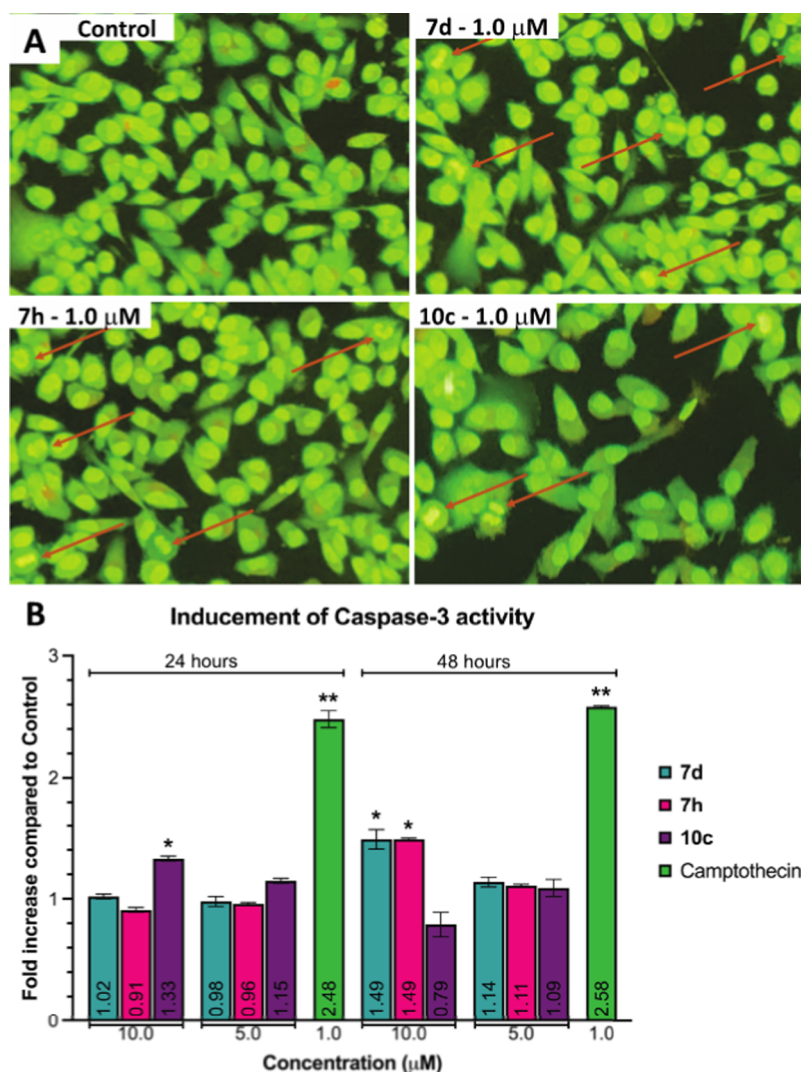 A
Control
7d - 1.0 µM
7h - 1.0 µM
10c - 1.0 µM
B
Inducement of Caspase-3 activity
24 hours
48 hours
Fold increase compared to Control
3
2
1
0
** **
* * *
7d
7h
10c
Camptothecin
1.02 0.91 1.33 0.98 0.96 1.15 2.48 1.49 1.49 0.79 1.14 1.11 1.09 2.58
10.0 5.0 1.0 10.0 5.0 1.0
Concentration (µM)